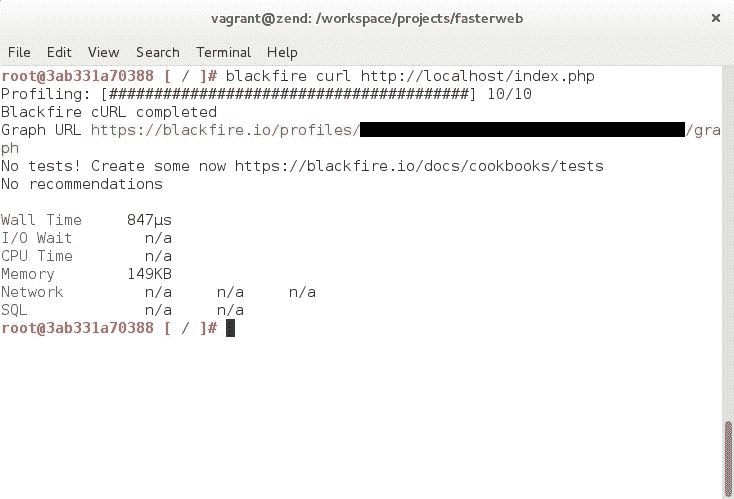 vagrant@zend: /workspace/projects/fasterweb
×
File Edit View Search Terminal Help
root@3ab331a70388 [ / ]# blackfire curl http://localhost/index.php
Profiling: [########################################] 10/10
Blackfire cURL completed
Graph URL https://blackfire.io/profiles/ /gra
ph
No tests! Create some now https://blackfire.io/docs/cookbooks/tests
No recommendations
Wall Time 847µs
I/O Wait n/a
CPU Time n/a
Memory 149KB
Network n/a n/a n/a
SQL n/a n/a
root@3ab331a70388 [ / ]#